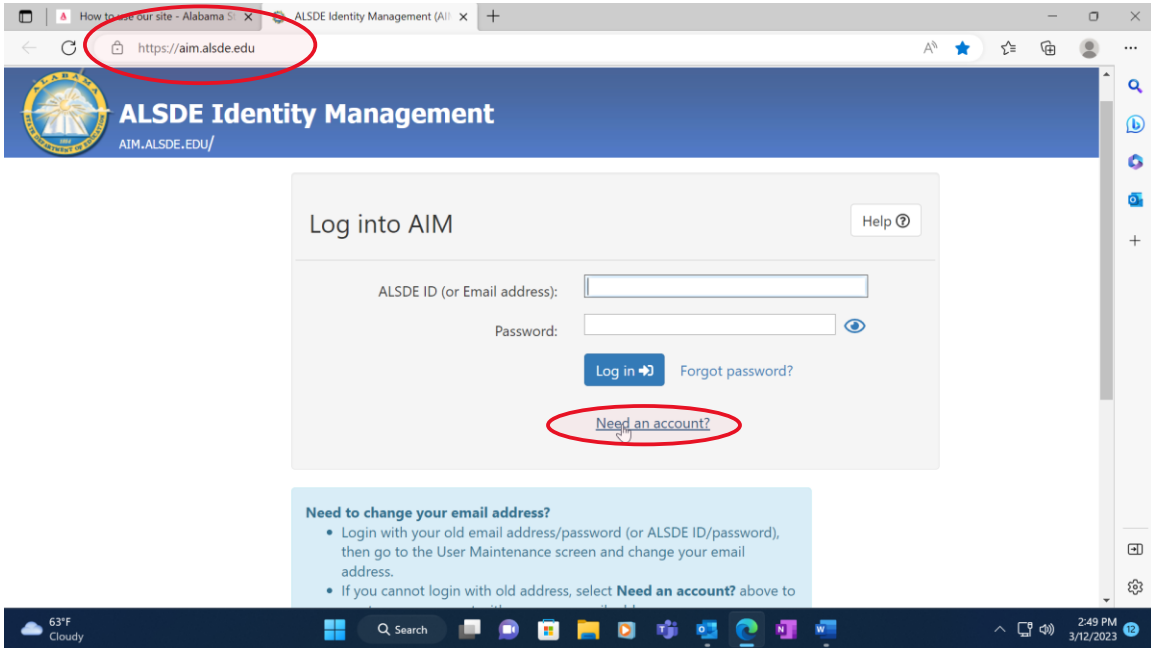 How to use our site - Alabama St
ALSDE Identity Management (AI
https://aim.alsde.edu
ALSDE Identity Management
AIM.ALSDE.EDU/
Log into AIM
Help
ALSDE ID (or Email address):
Password:
Log in
Forgot password?
Need an account?
Need to change your email address?
• Login with your old email address/password (or ALSDE ID/password),
then go to the User Maintenance screen and change your email
address.
• If you cannot login with old address, select Need an account? above to
63°F
Cloudy
Search
2:49 PM
3/12/2023
12